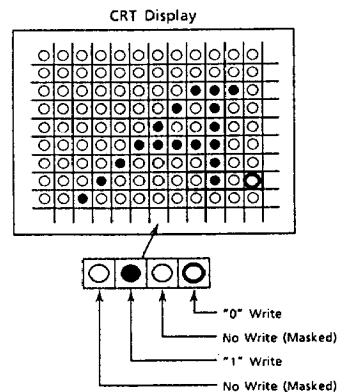 CRT Display
"0" Write
No Write (Masked)
"1" Write
No Write (Masked)